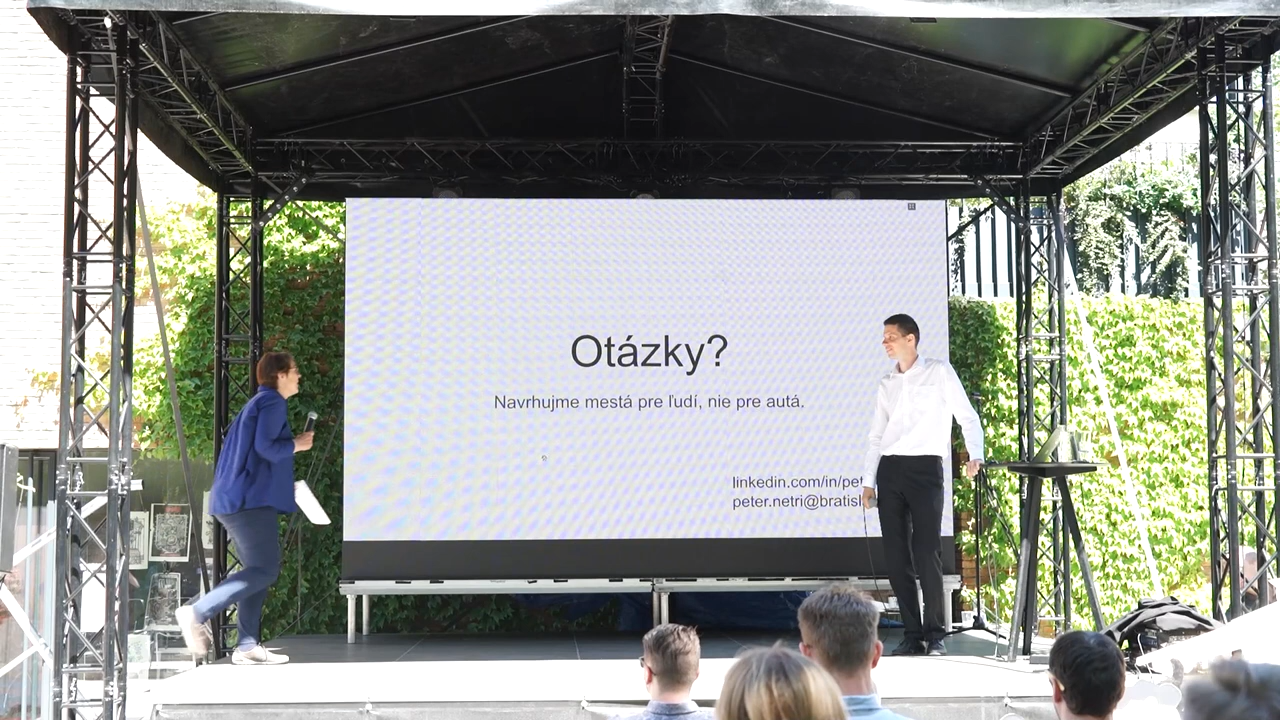 Otázky?
Navrhujme mestá pre ľudí, nie pre autá.
linkedin.com/in/pet
peter.netri@bratisl